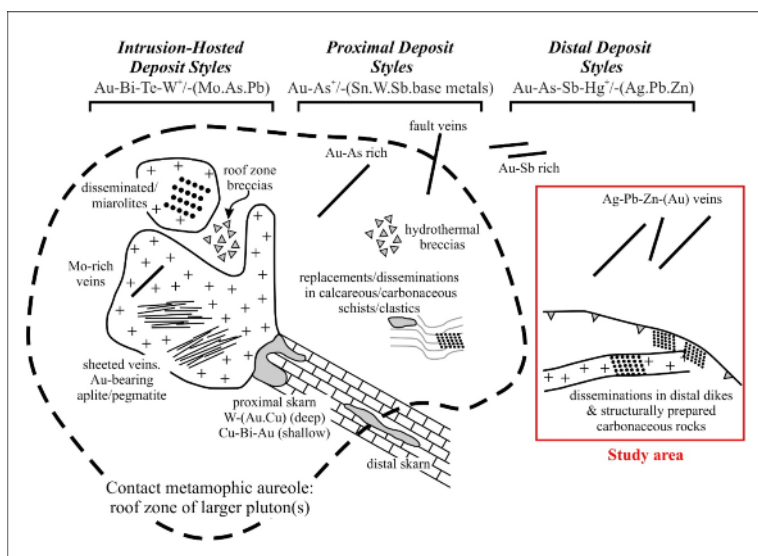 Intrusion-Hosted
Deposit Styles
Au-Bi-Te-W+/-(Mo.As.Pb)
Proximal Deposit
Styles
Au-As+/-(Sn.W.Sb.base metals)
Distal Deposit
Styles
Au-As-Sb-Hg+/-(Ag.Pb.Zn)
fault veins
Au-As rich
Au-Sb rich
roof zone
breccias
disseminated/
miarolites
Ag-Pb-Zn-(Au) veins
hydrothermal
breccias
Mo-rich
veins
replacements/disseminations
in calcareous/carbonaceous
schists/clastics
sheeted veins.
Au-bearing
aplite/pegmatite
proximal skarn
W-(Au.Cu) (deep)
Cu-Bi-Au (shallow)
distal skarn
disseminations in distal dikes
& structurally prepared
carbonaceous rocks
Study area
Contact metamophic aureole:
roof zone of larger pluton(s)